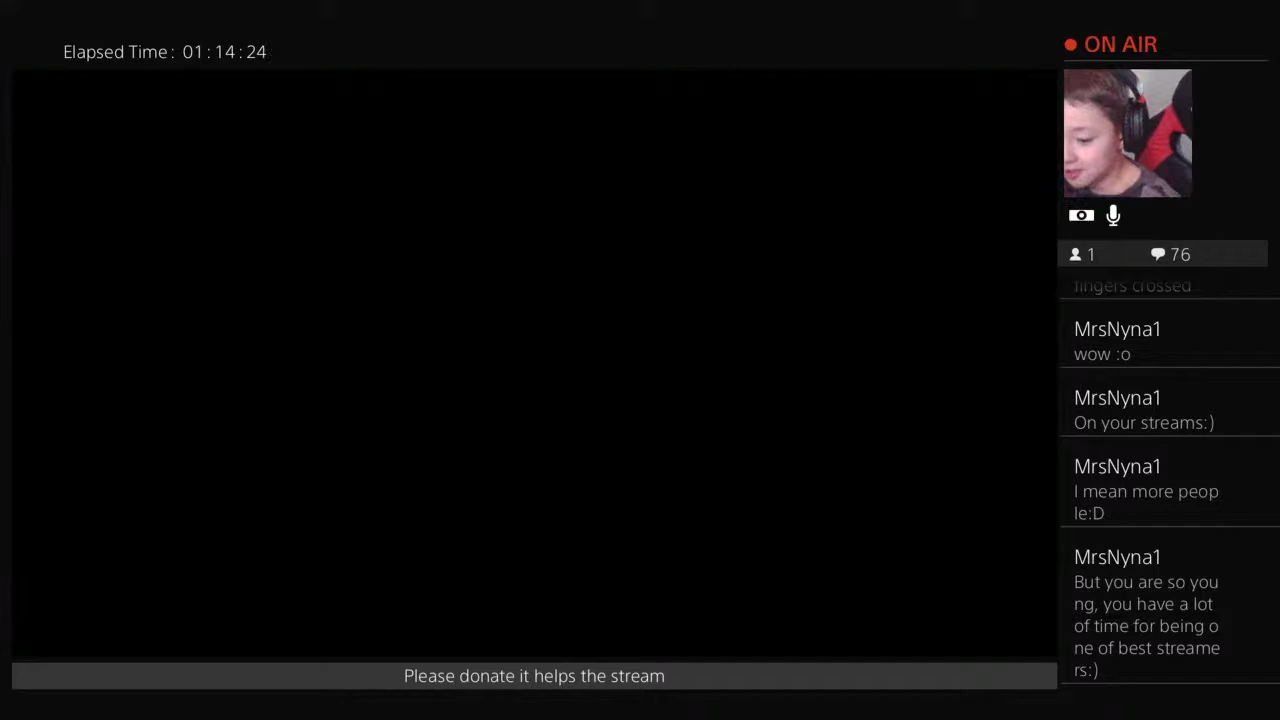 Elapsed Time: 01:14:24
ON AIR
1 76
fingers crossed
MrsNyna1
wow :o
MrsNyna1
On your streams:)
MrsNyna1
I mean more peop
le:D
MrsNyna1
But you are so you
ng, you have a lot
of time for being o
ne of best streame
rs:)
Please donate it helps the stream